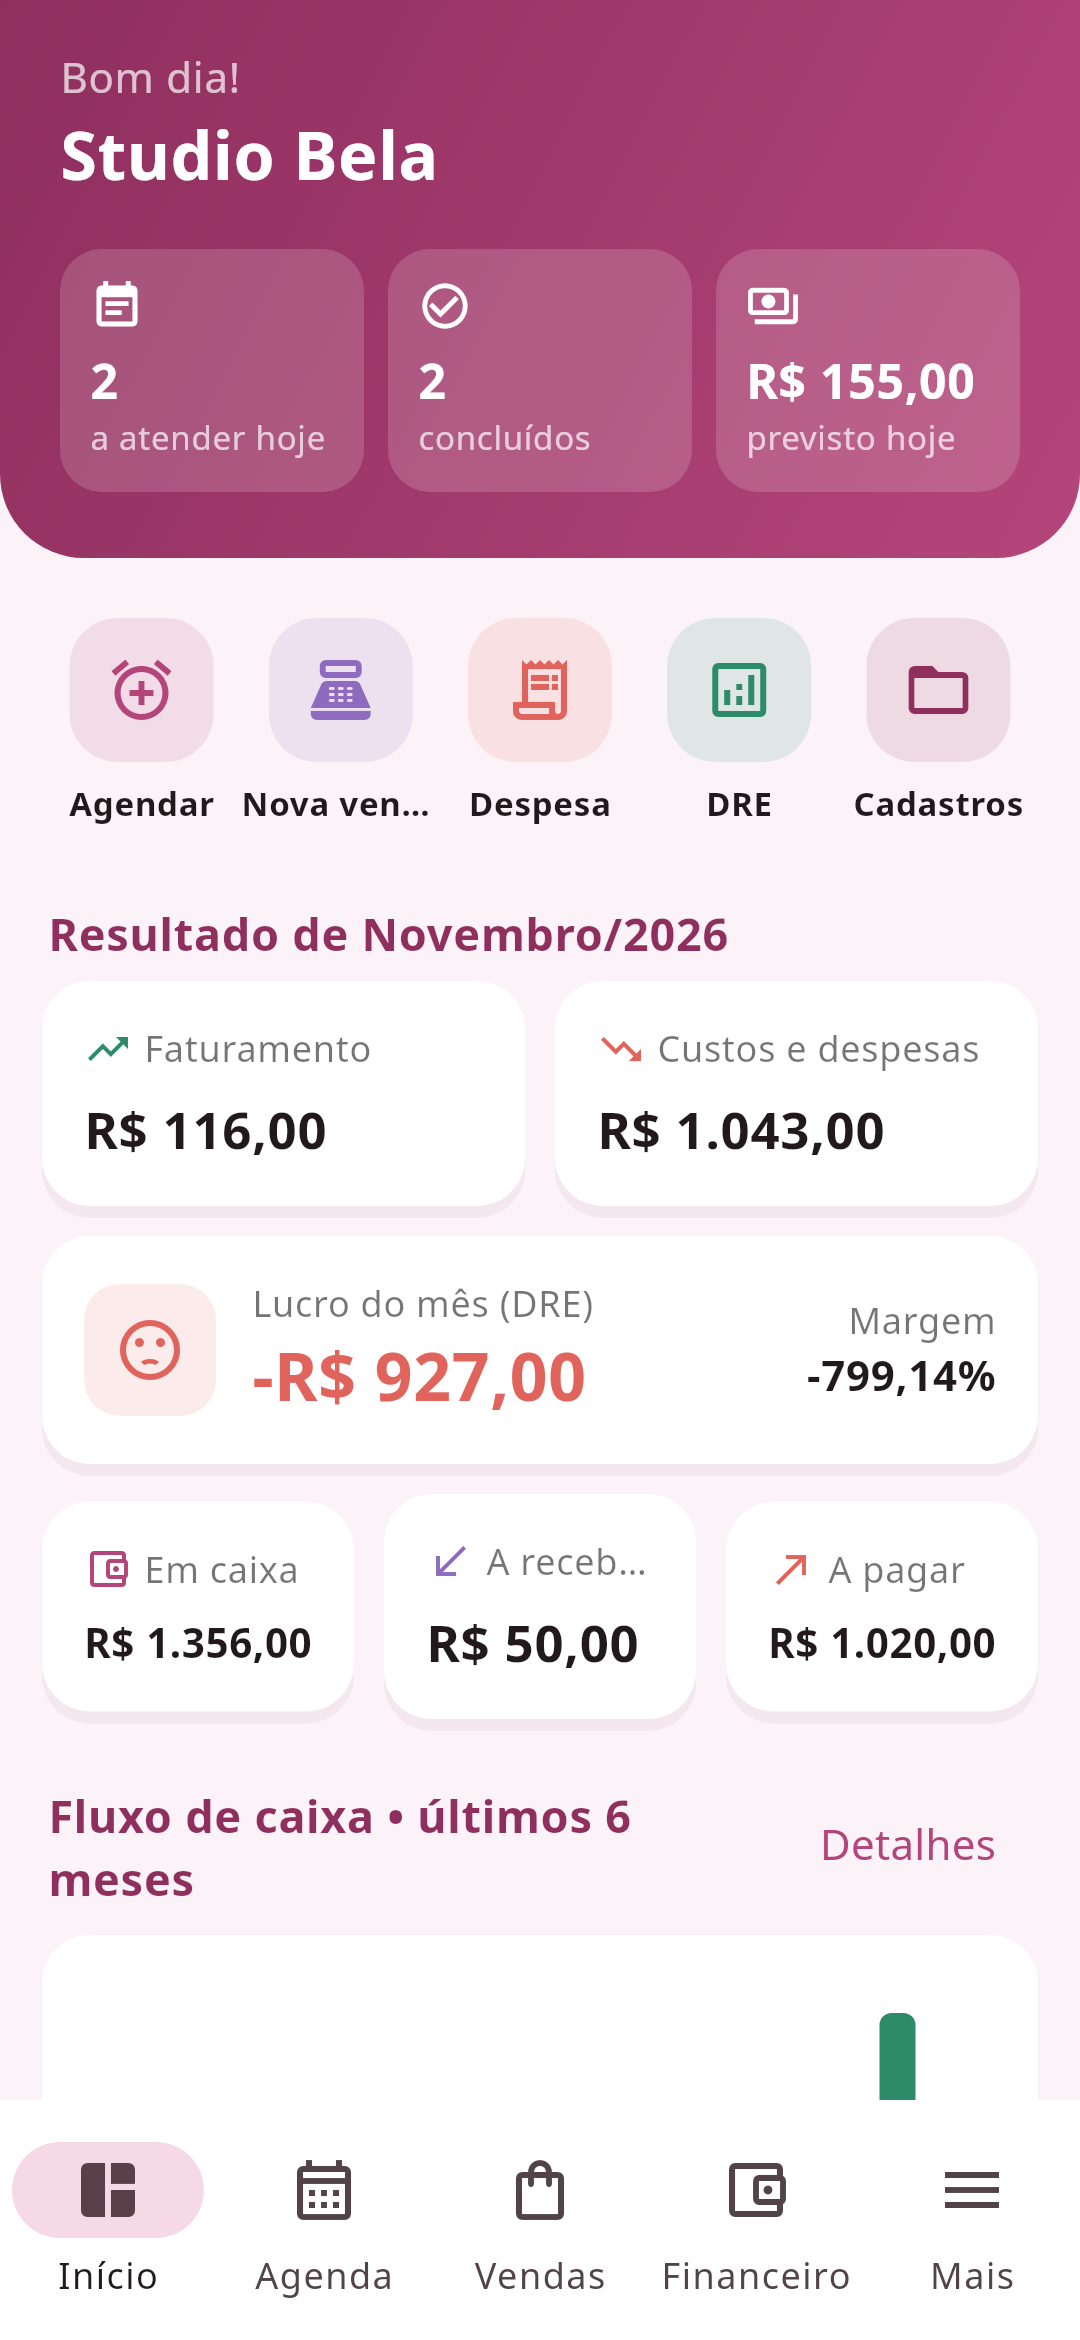 Bom dia!
Studio Bela
2
a atender hoje
2
concluídos
R$ 155,00
previsto hoje
Agendar
Nova ven...
Despesa
DRE
Cadastros
Resultado de Novembro/2026
Faturamento
R$ 116,00
Custos e despesas
R$ 1.043,00
Lucro do mês (DRE)
-R$ 927,00
Margem
-799,14%
Em caixa
R$ 1.356,00
A receb...
R$ 50,00
A pagar
R$ 1.020,00
Fluxo de caixa • últimos 6
meses
Detalhes
Início
Agenda
Vendas
Financeiro
Mais